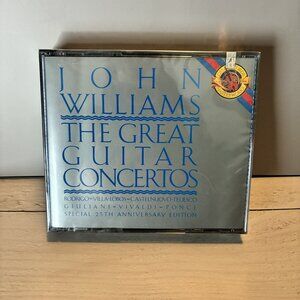 JOHN
WILLIAMS
THE GREAT
GUITAR
CONCERTOS
RODRIGO • VILLA-LOBOS • CASTELNUOVO-TEDESCO
GIULIANI • VIVALDI • PONCE
SPECIAL 25TH ANNIVERSARY EDITION